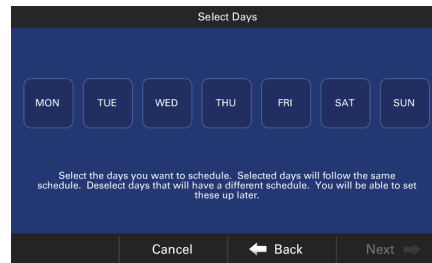 Select Days
MON TUE WED THU FRI SAT SUN
Select the days you want to schedule. Selected days will follow the same
schedule. Deselect days that will have a different schedule. You will be able to set
these up later.
Cancel Back Next